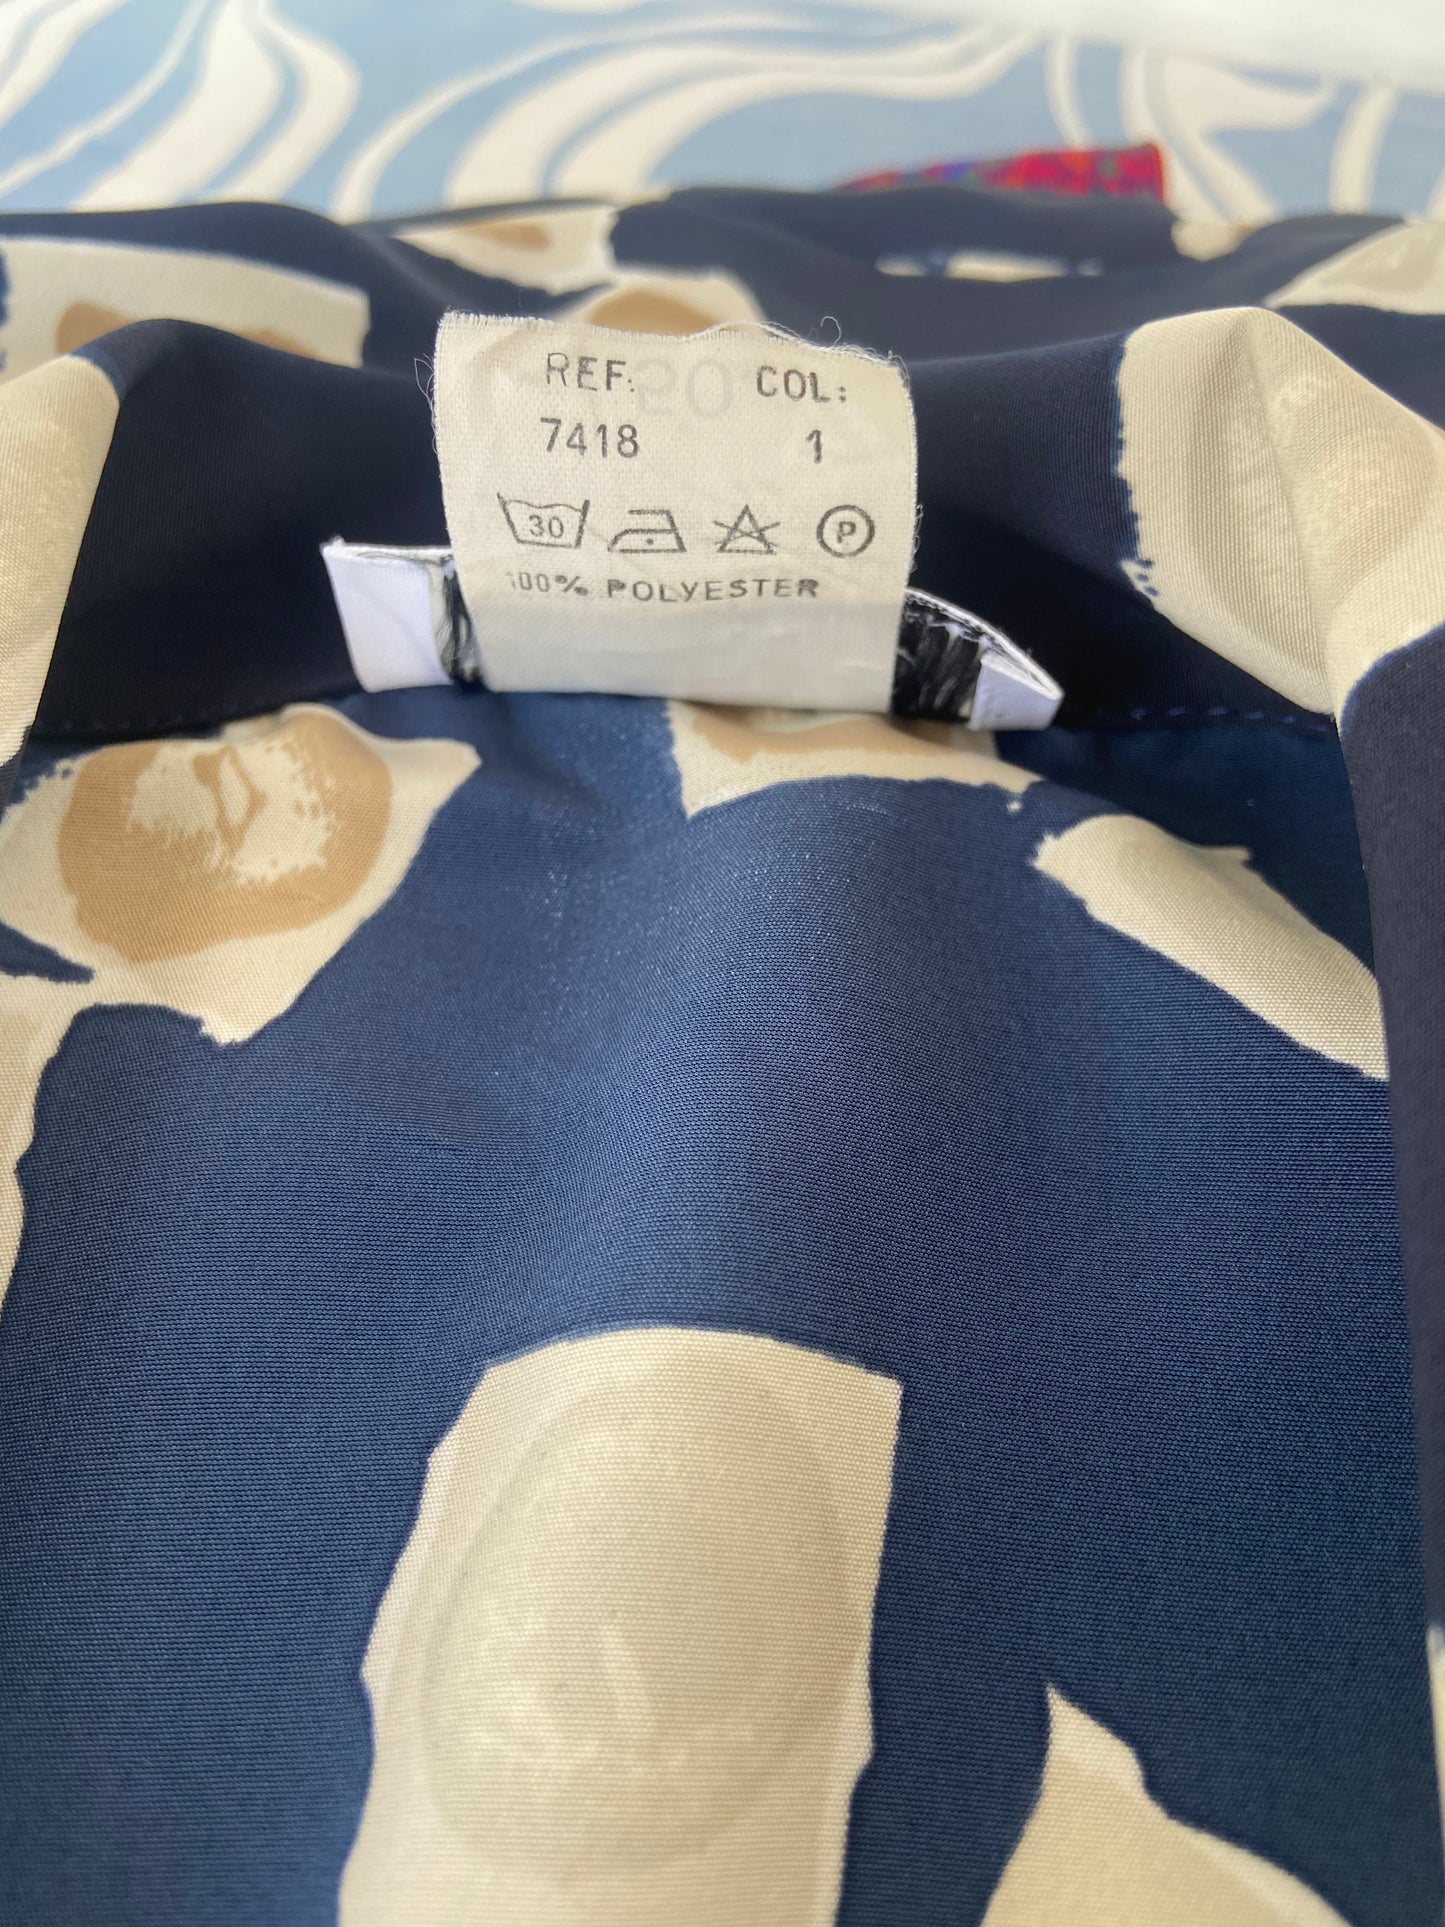 REF: COL:
7418 1
30 P
100% POLYESTER